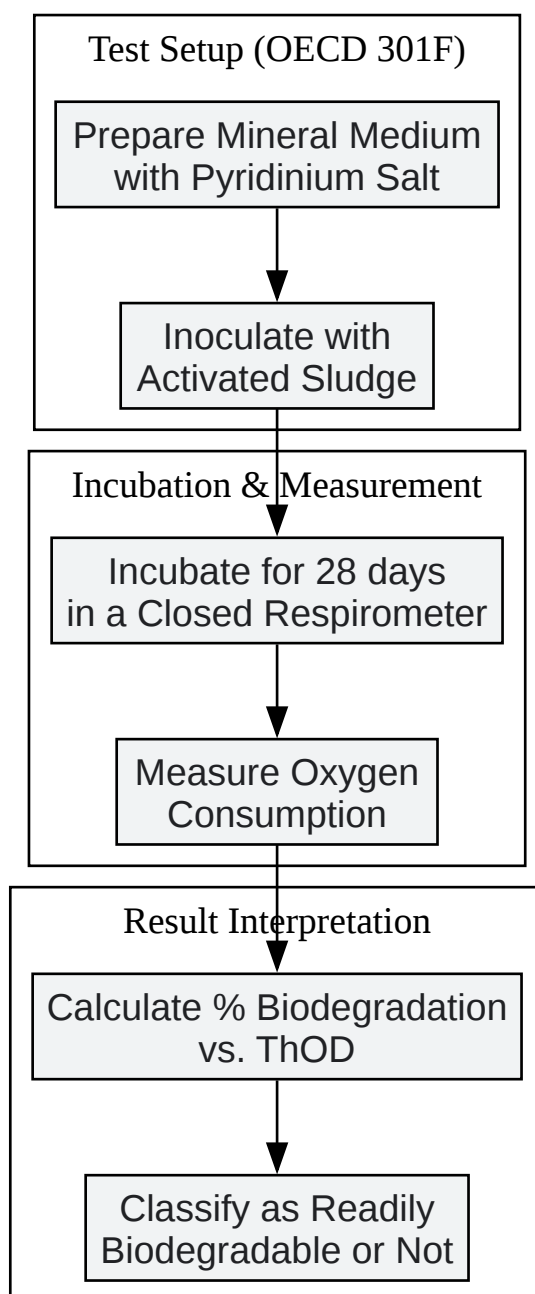 Test Setup (OECD 301F)
Prepare Mineral Medium
with Pyridinium Salt
Inoculate with
Activated Sludge
Incubation & Measurement
Incubate for 28 days
in a Closed Respirometer
Measure Oxygen
Consumption
Result Interpretation
Calculate % Biodegradation
vs. ThOD
Classify as Readily
Biodegradable or Not